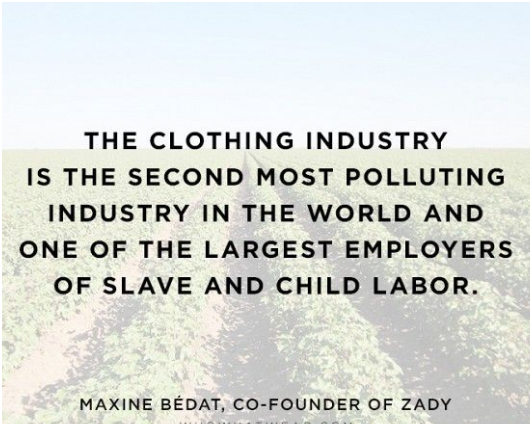 THE CLOTHING INDUSTRY
IS THE SECOND MOST POLLUTING
INDUSTRY IN THE WORLD AND
ONE OF THE LARGEST EMPLOYERS
OF SLAVE AND CHILD LABOR.
MAXINE BÉDAT, CO-FOUNDER OF ZADY